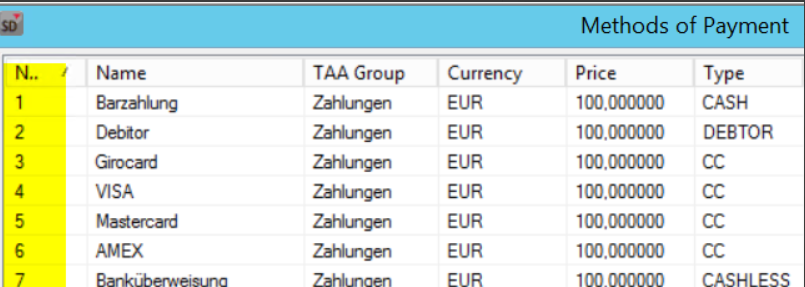 SD
Methods of Payment
N.. Name TAA Group Currency Price Type
1 Barzahlung Zahlungen EUR 100,000000 CASH
2 Debitor Zahlungen EUR 100,000000 DEBTOR
3 Girocard Zahlungen EUR 100,000000 CC
4 VISA Zahlungen EUR 100,000000 CC
5 Mastercard Zahlungen EUR 100,000000 CC
6 AMEX Zahlungen EUR 100,000000 CC
7 Banküberweisung Zahlungen EUR 100,000000 CASHLESS